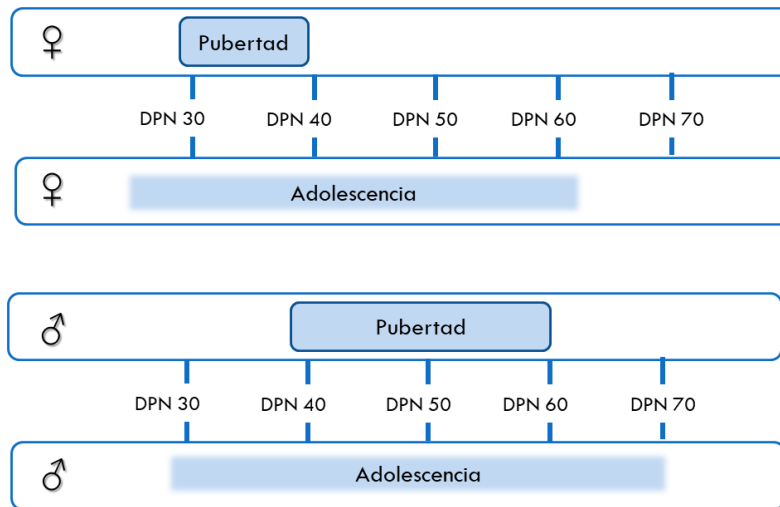 ♀ Pubertad
DPN 30 DPN 40 DPN 50 DPN 60 DPN 70
♀ Adolescencia
♂ Pubertad
DPN 30 DPN 40 DPN 50 DPN 60 DPN 70
♂ Adolescencia